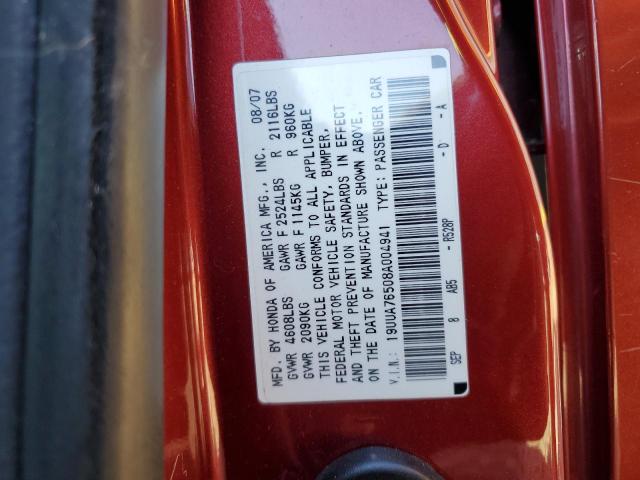 MFD. BY HONDA OF AMERICA MFG., INC. 08/07
GVWR 4608LBS GAWR F 2524LBS R 2116LBS
GVWR 2090KG GAWR F 1145KG R 960KG
THIS VEHICLE CONFORMS TO ALL APPLICABLE
FEDERAL MOTOR VEHICLE SAFETY, BUMPER,
AND THEFT PREVENTION STANDARDS IN EFFECT
ON THE DATE OF MANUFACTURE SHOWN ABOVE.
V.I.N.: 19UUA76508A004941 TYPE: PASSENGER CAR
SEP 8 AB5 - R528P - D - A